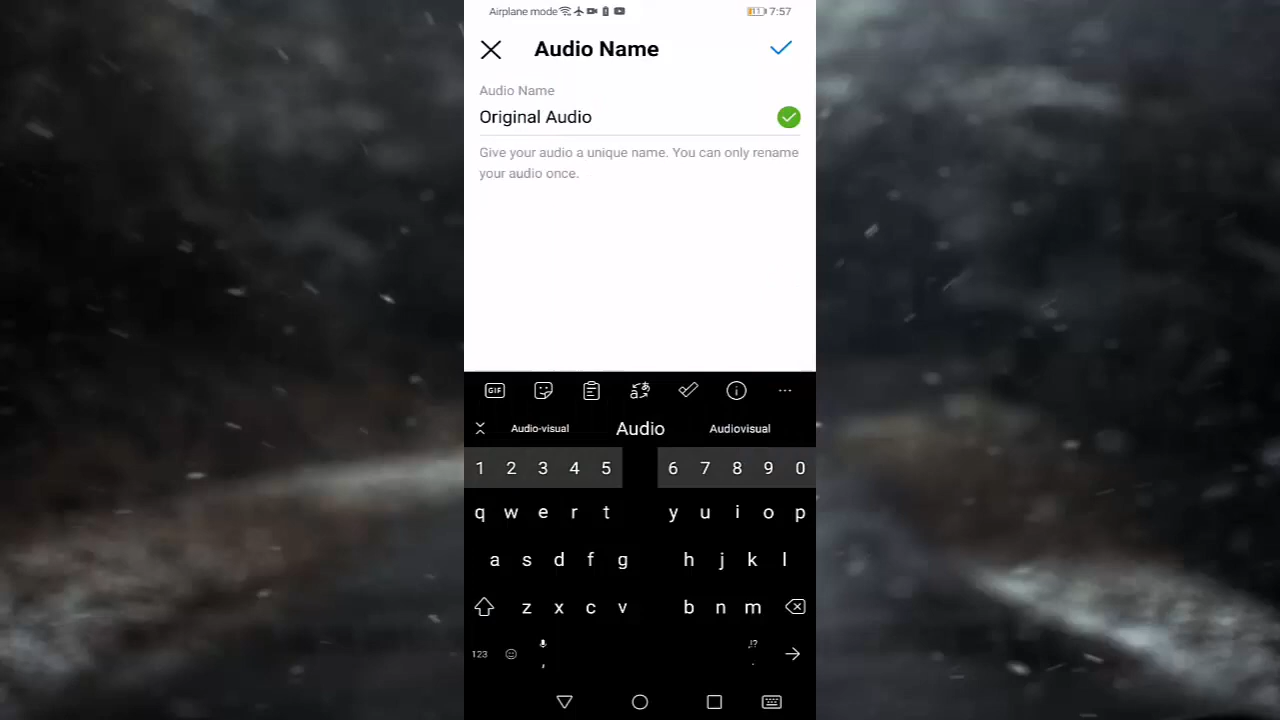 Airplane mode 11 7:57
Audio Name
Audio Name
Original Audio
Give your audio a unique name. You can only rename
your audio once.
GIF
Audio-visual Audio Audiovisual
1 2 3 4 5 6 7 8 9 0
q w e r t y u i o p
a s d f g h j k l
z x c v b n m
123 , !? .